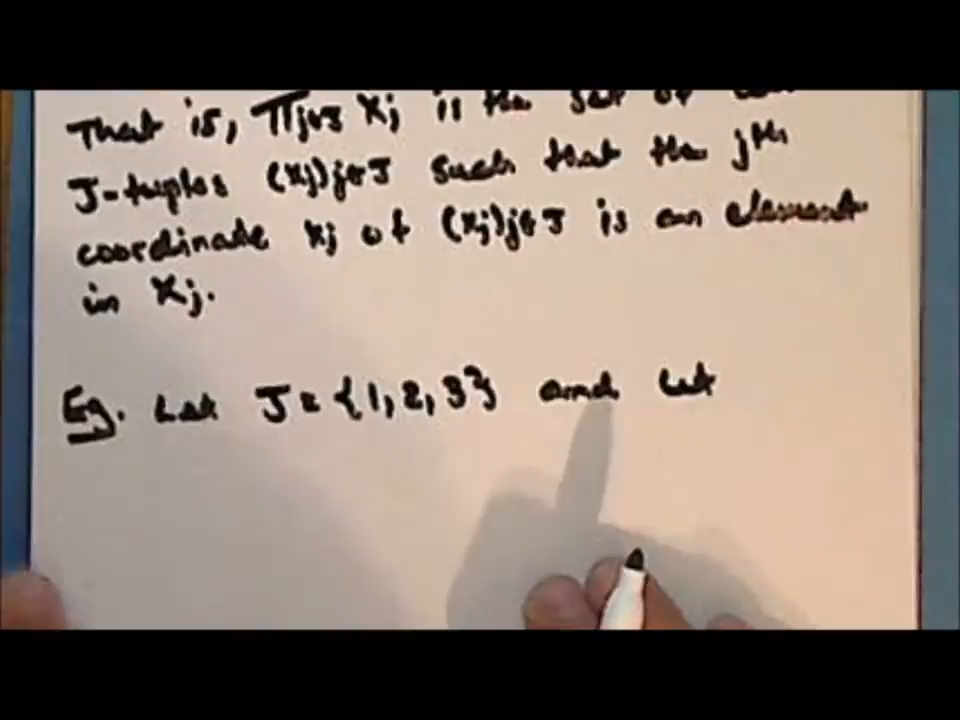 That is, Πj∈J Xj is the set of all
J-tuples (xj)j∈J such that the jth
coordinate xj of (xj)j∈J is an element
in Xj.
Eg. Let J = {1, 2, 3} and let